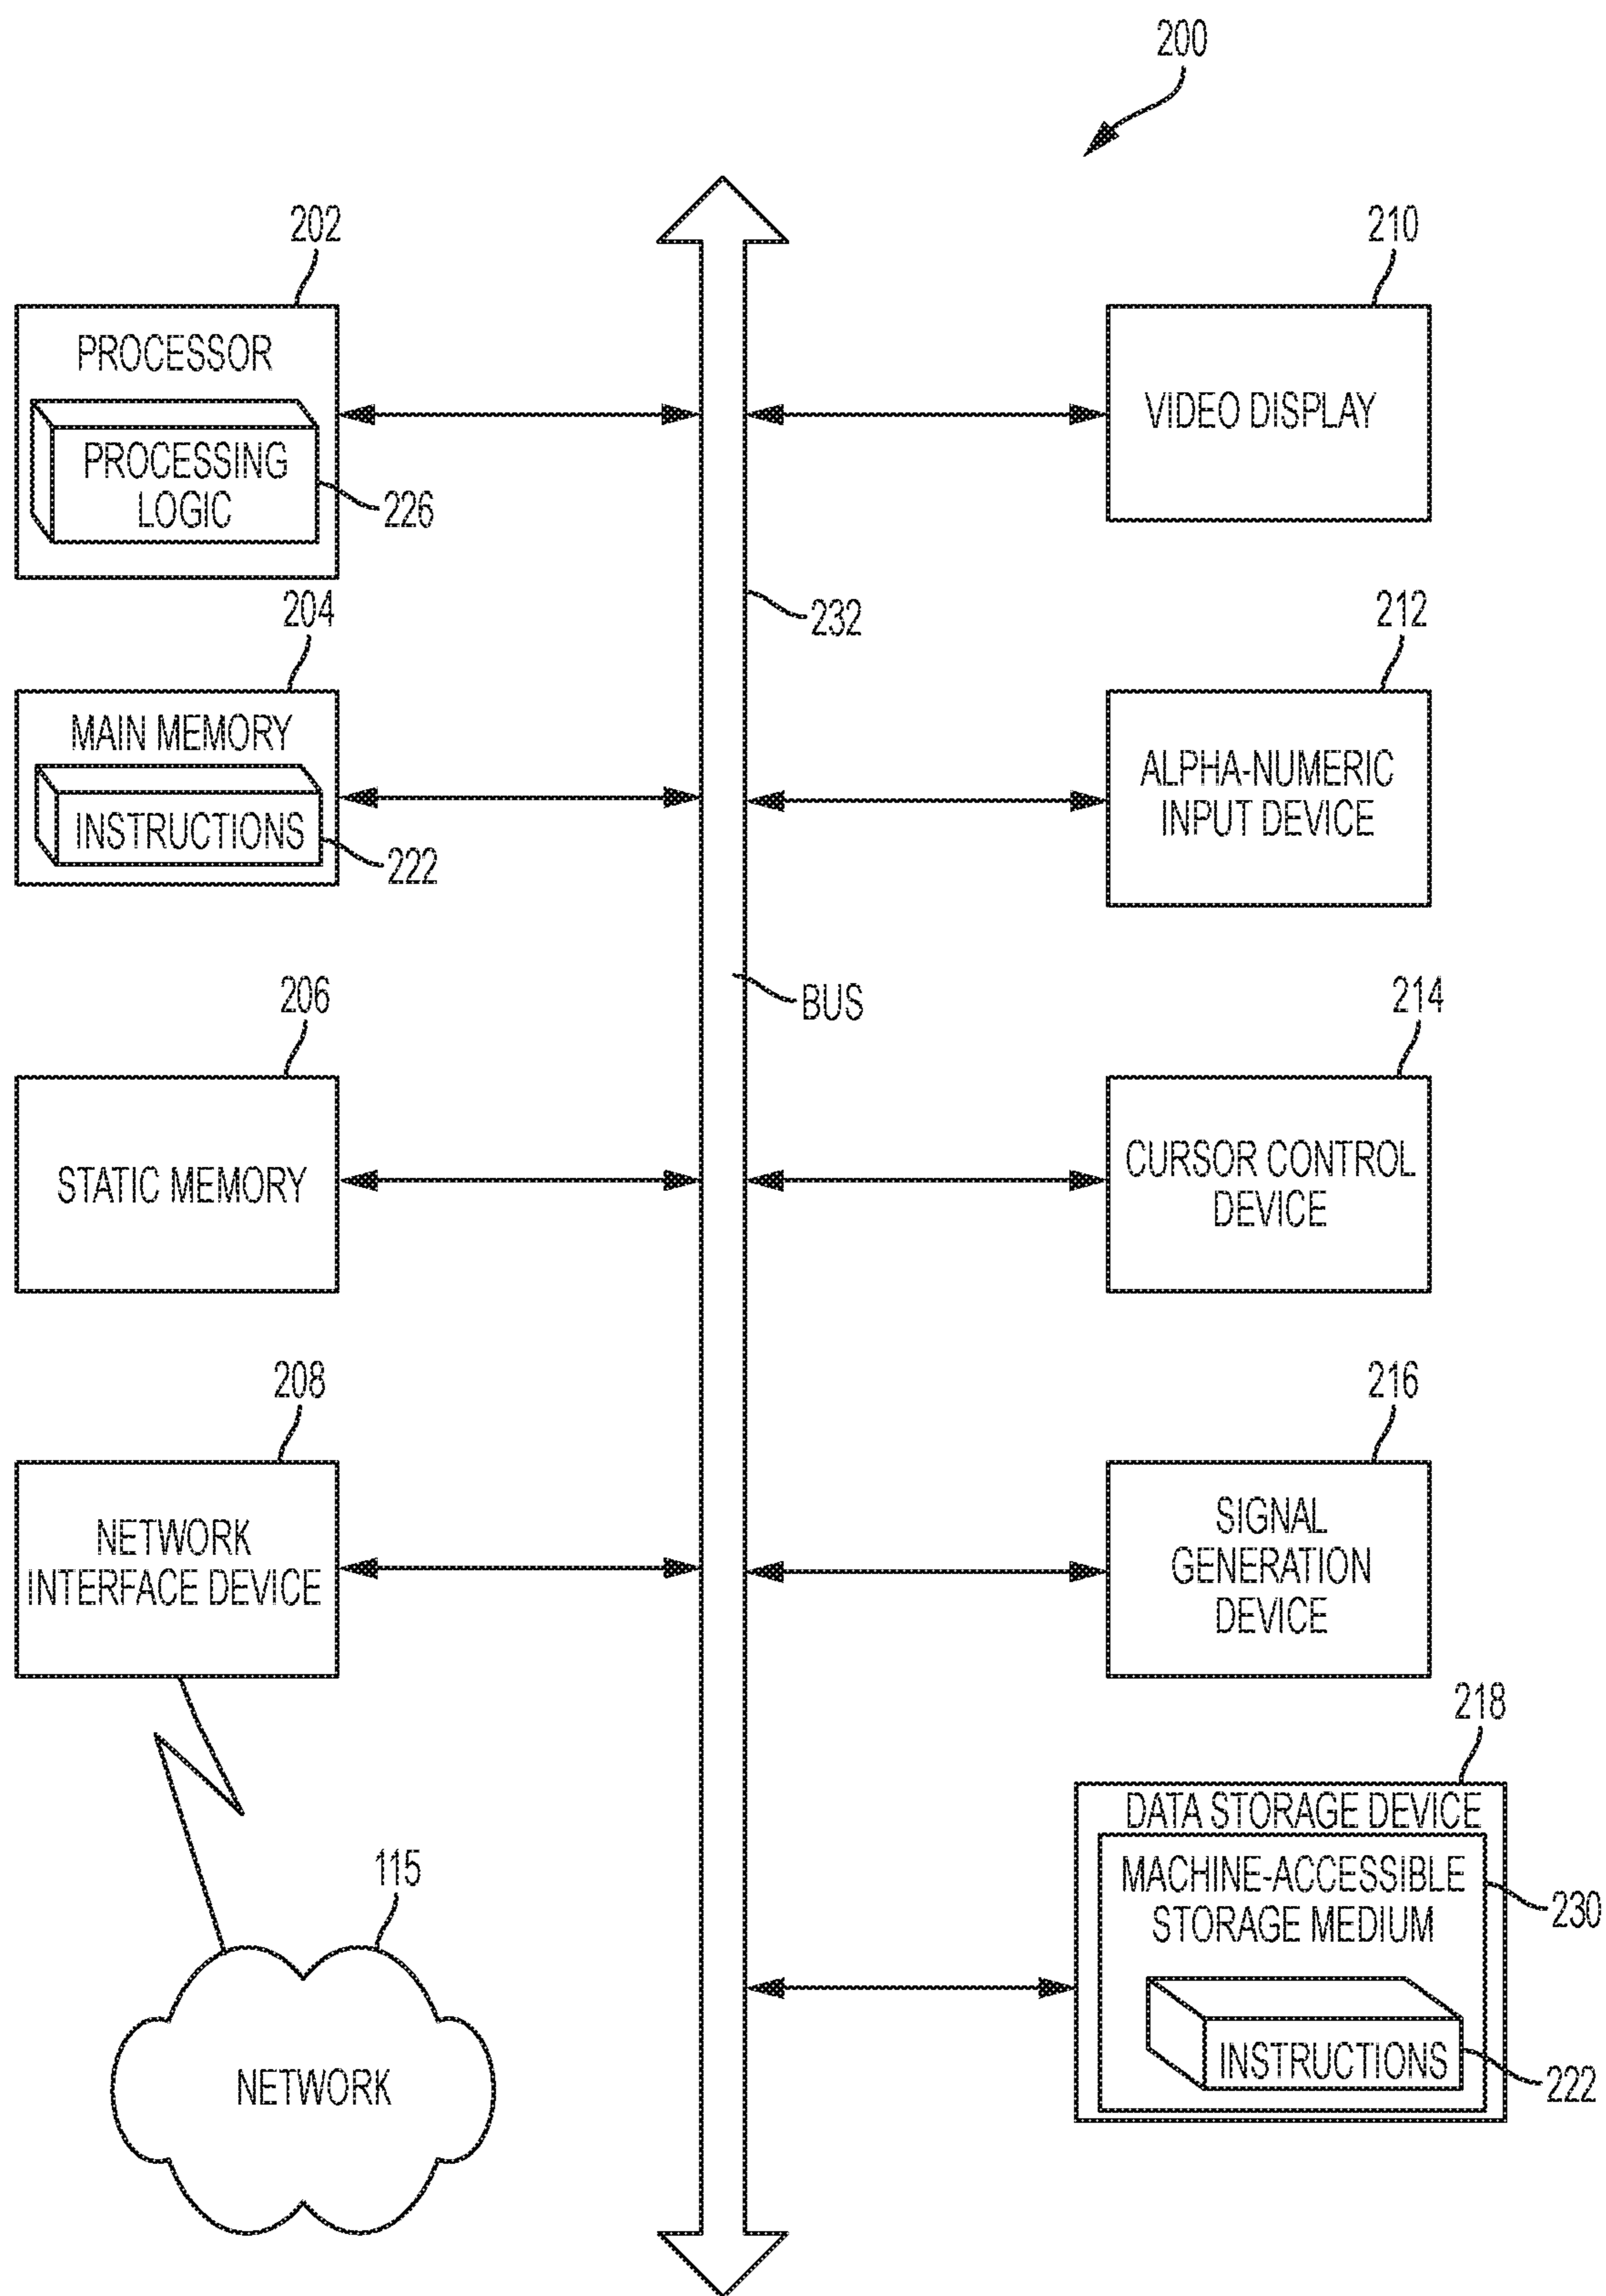 200
202
PROCESSOR
PROCESSING
LOGIC
226
210
VIDEO DISPLAY
232
204
MAIN MEMORY
INSTRUCTIONS
222
212
ALPHA-NUMERIC
INPUT DEVICE
BUS
206
STATIC MEMORY
214
CURSOR CONTROL
DEVICE
208
NETWORK
INTERFACE DEVICE
216
SIGNAL
GENERATION
DEVICE
218
DATA STORAGE DEVICE
MACHINE-ACCESSIBLE
STORAGE MEDIUM
230
INSTRUCTIONS
222
115
NETWORK